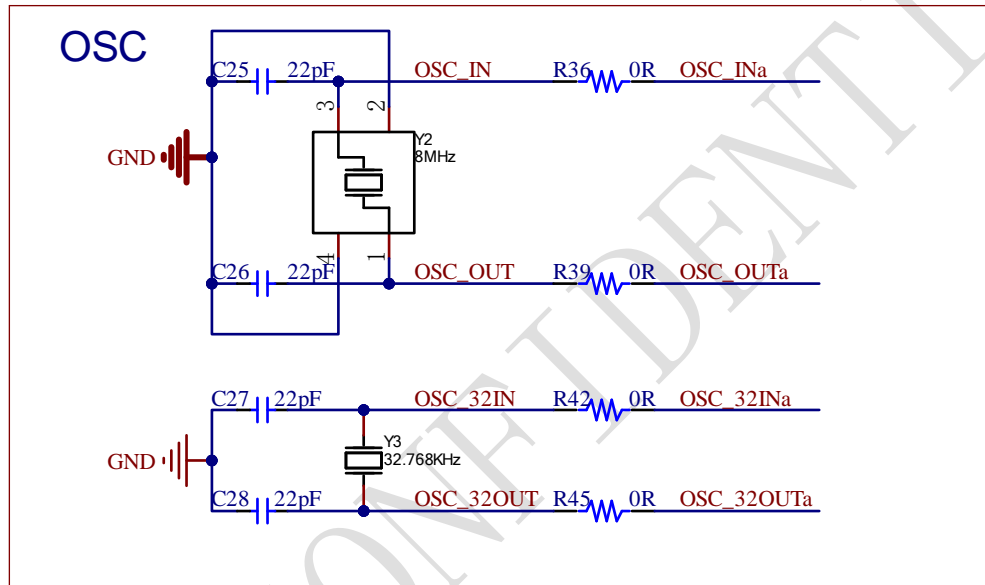 OSC
C25 22pF OSC_IN R36 0R OSC_INa
3 2
Y2
8MHz
GND
4 1
C26 22pF OSC_OUT R39 0R OSC_OUTa
C27 22pF OSC_32IN R42 0R OSC_32INa
Y3
32.768KHz
GND
C28 22pF OSC_32OUT R45 0R OSC_32OUTa
ONFIDENTI